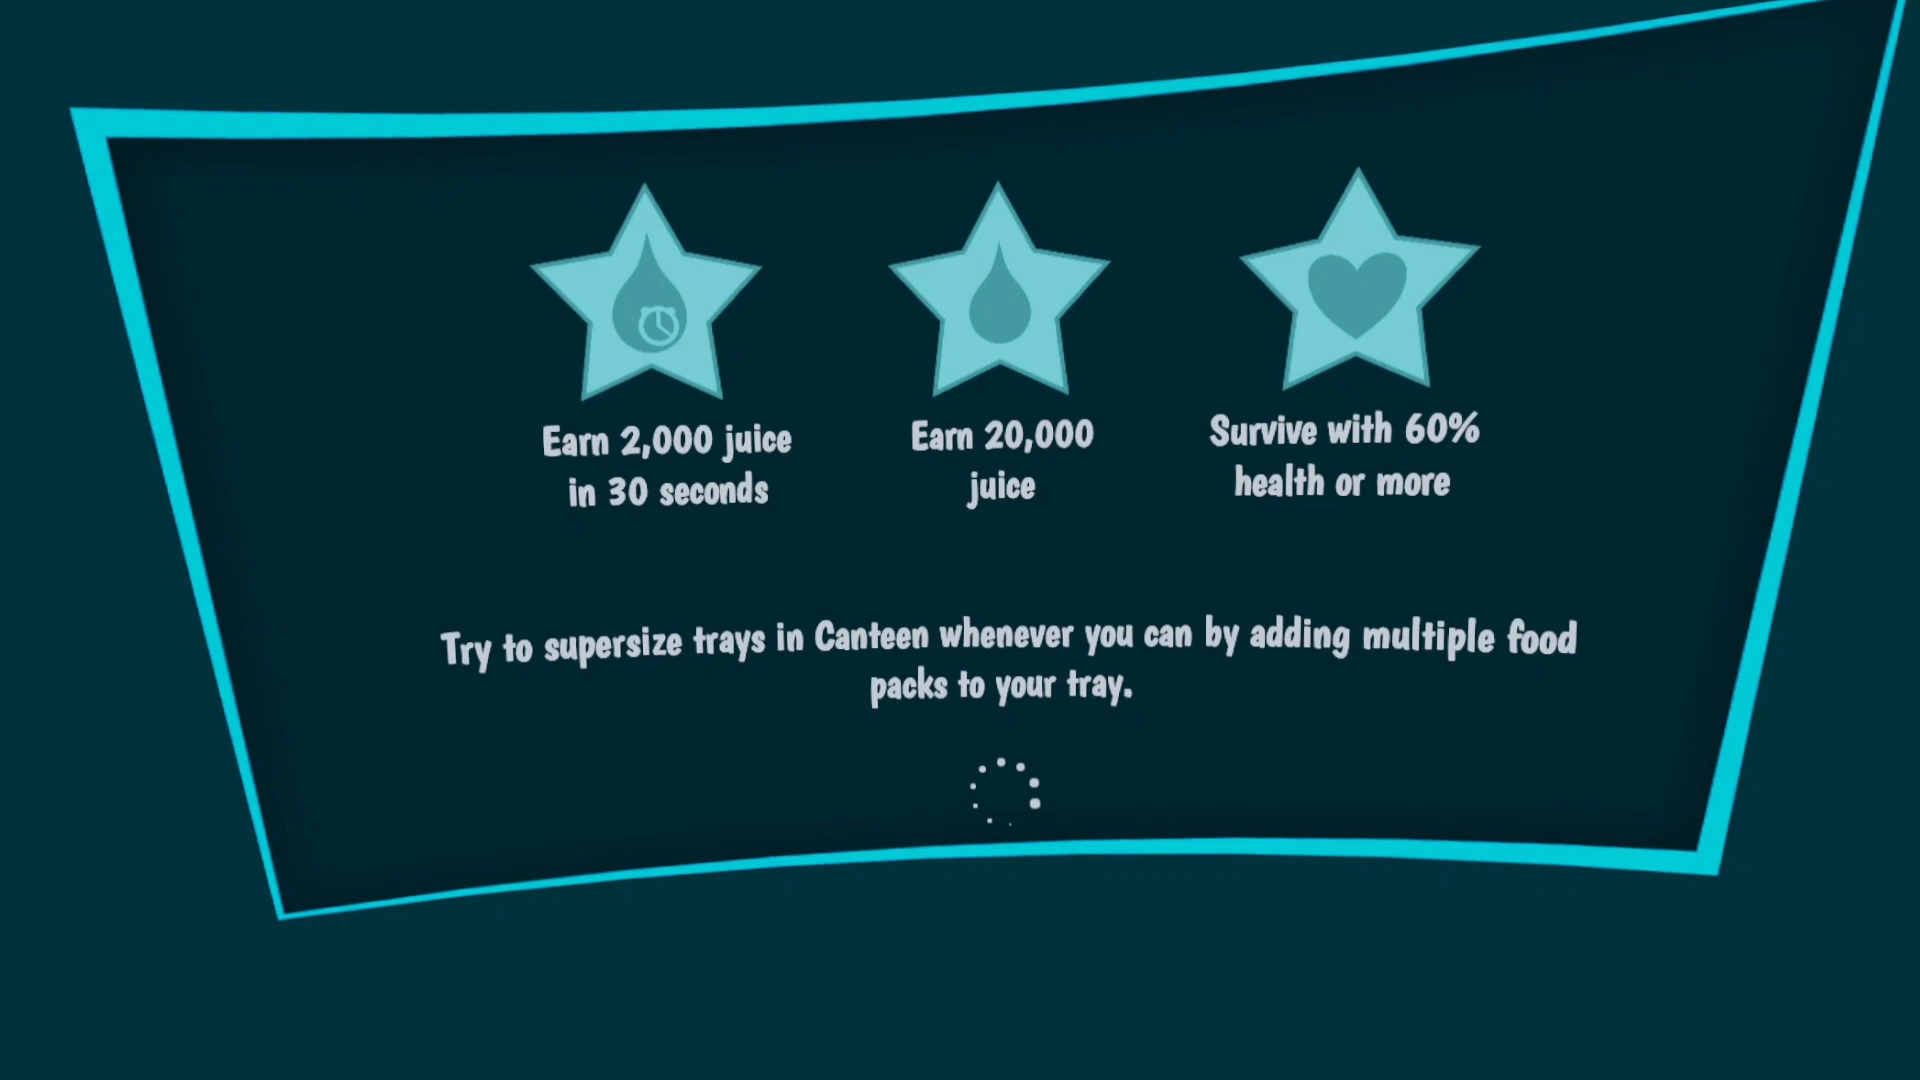 Earn 2,000 juice
in 30 seconds
Earn 20,000
juice
Survive with 60%
health or more
Try to supersize trays in Canteen whenever you can by adding multiple food
packs to your tray.